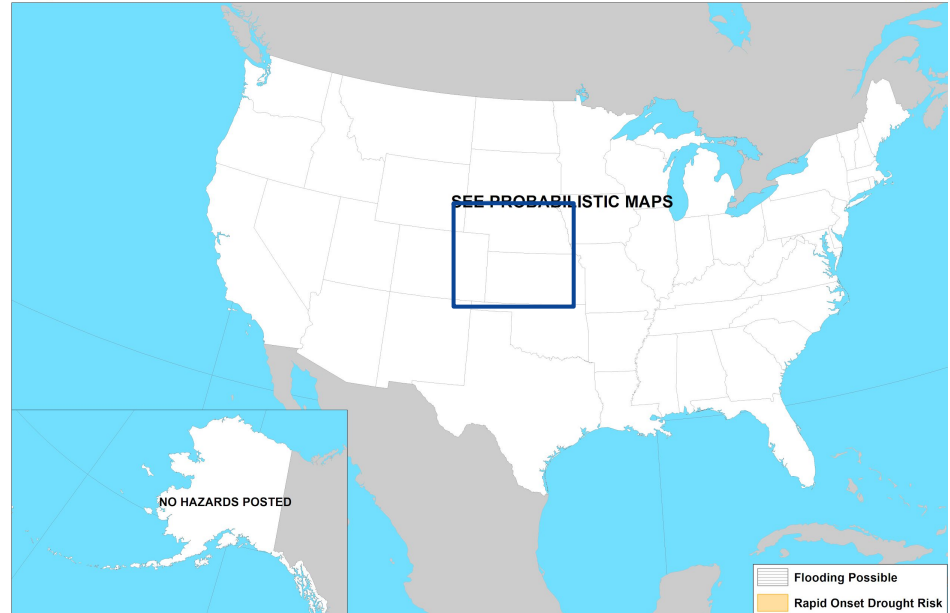 SEE PROBABILISTIC MAPS
NO HAZARDS POSTED
Flooding Possible
Rapid Onset Drought Risk